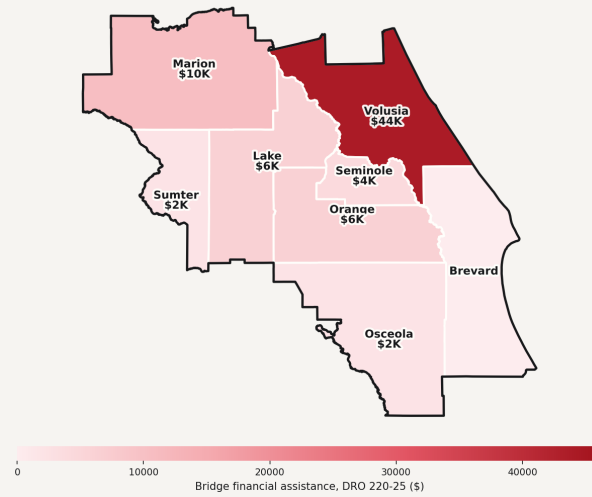 Marion
$10K
Volusia
$44K
Lake
$6K
Seminole
$4K
Sumter
$2K
Orange
$6K
Brevard
Osceola
$2K
0 10000 20000 30000 40000
Bridge financial assistance, DRO 220-25 ($)